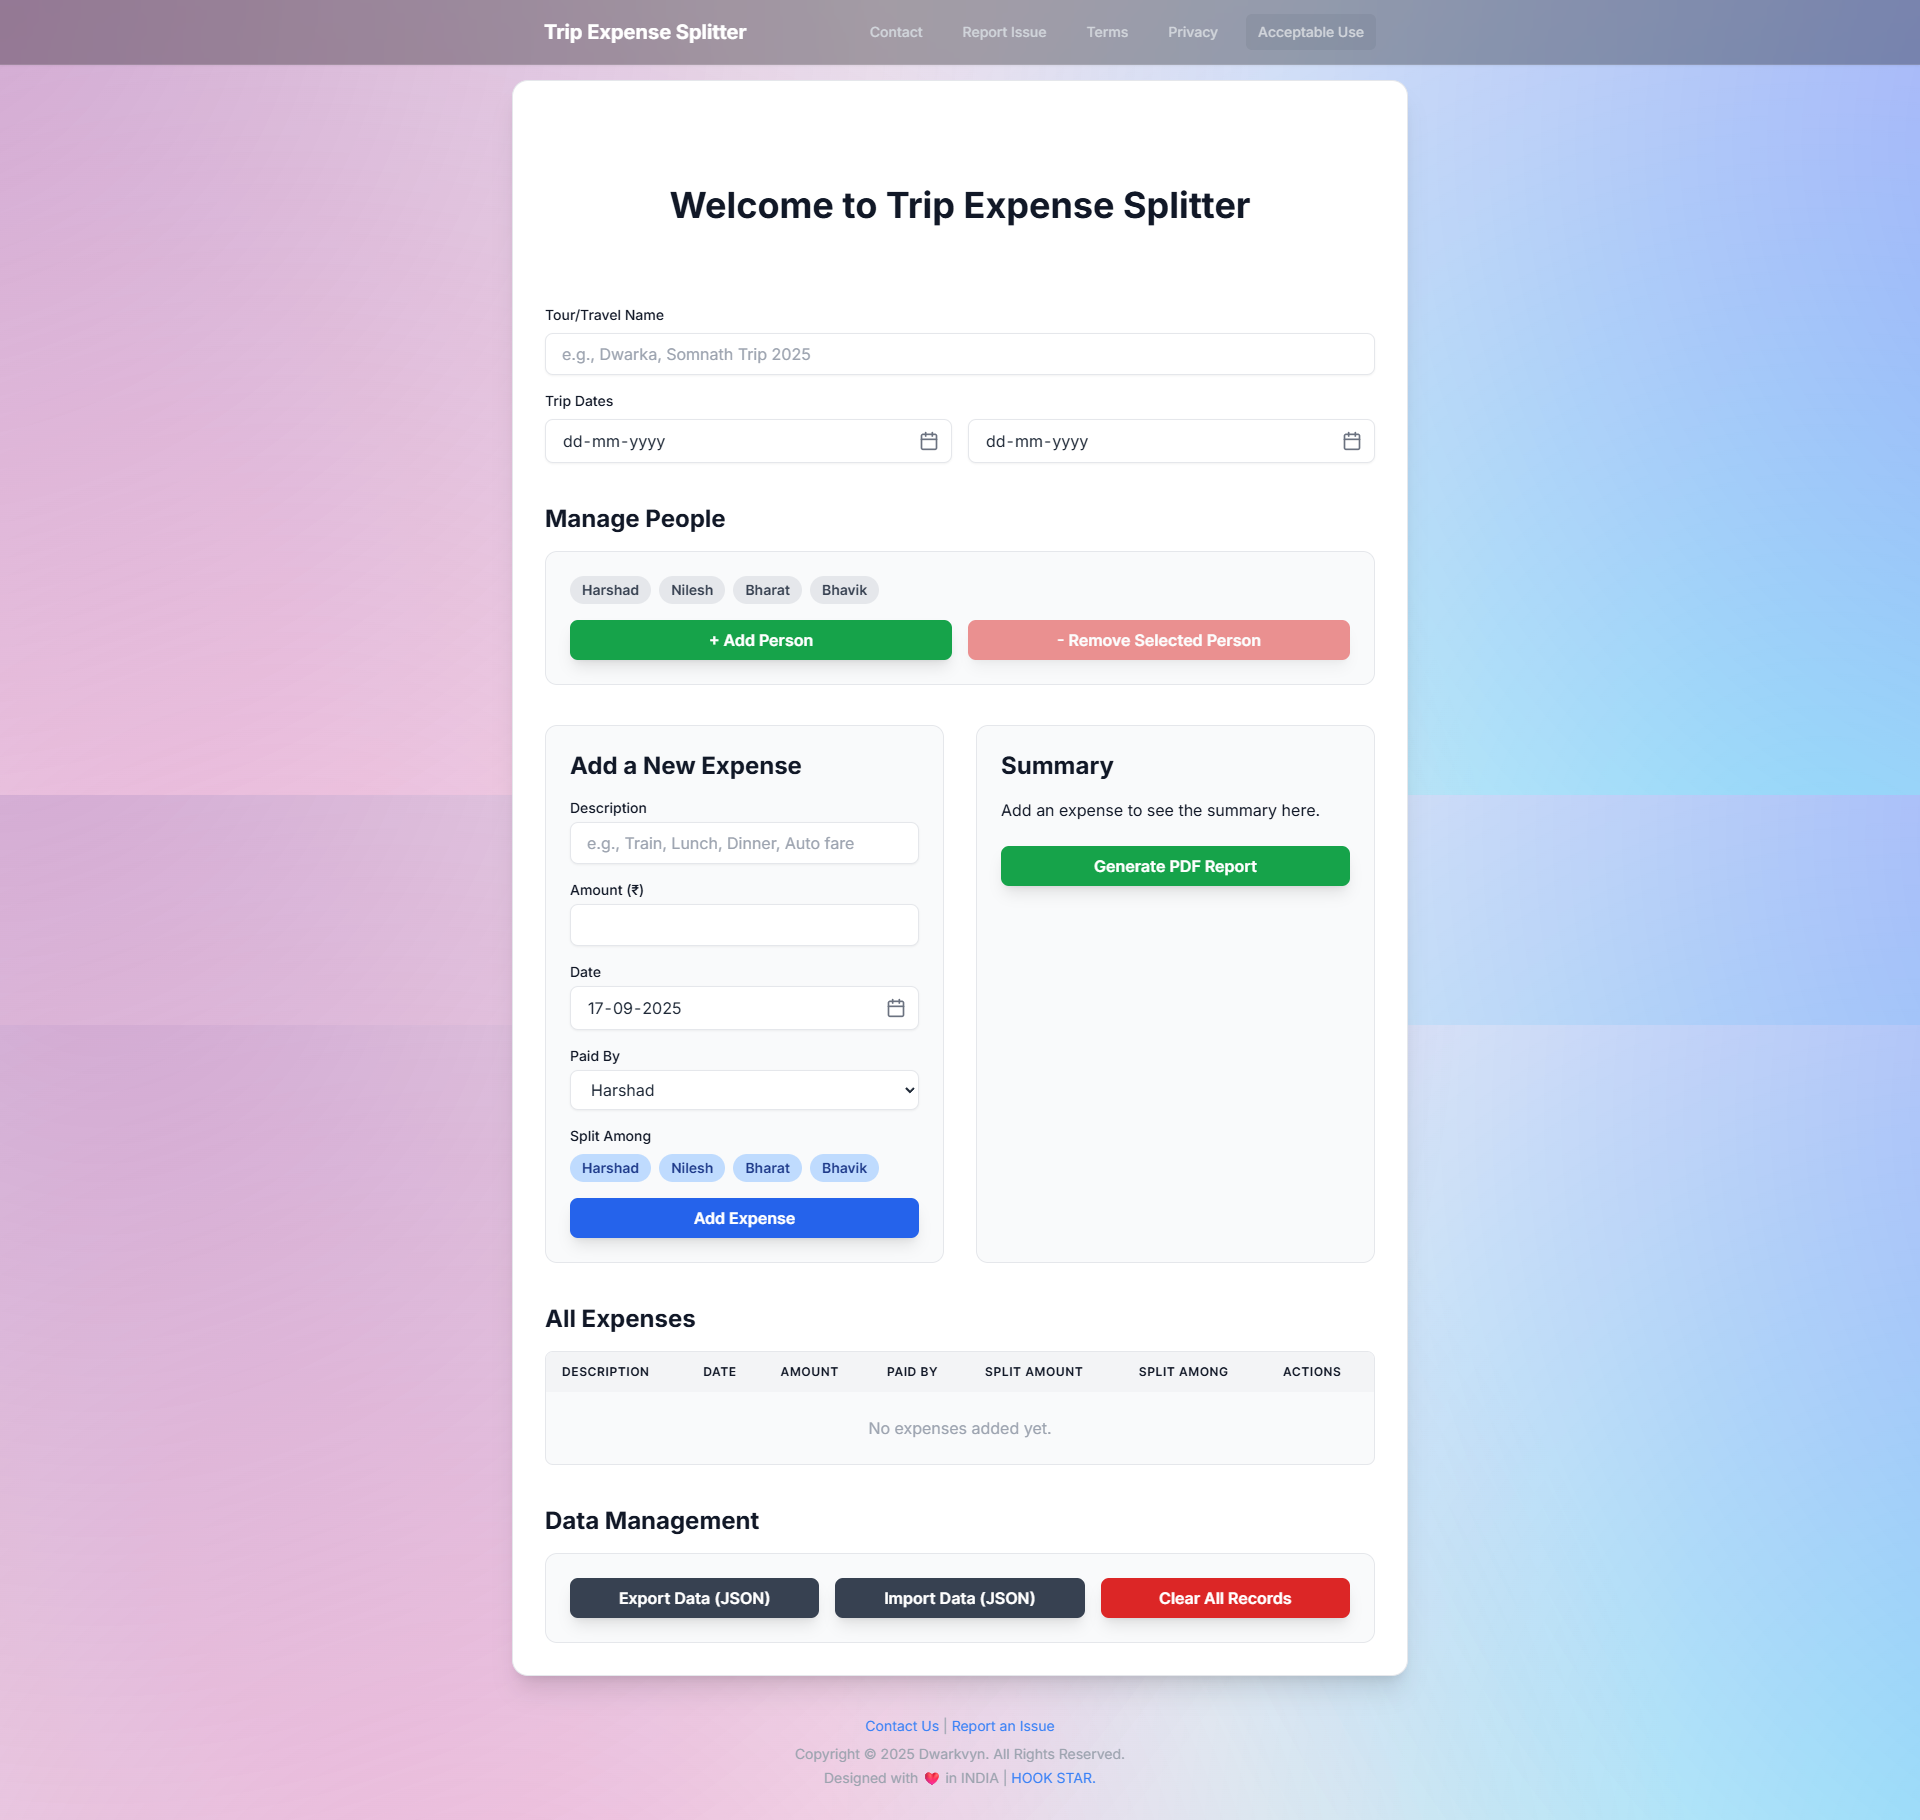 Trip Expense Splitter
Contact
Report Issue
Terms
Privacy
Acceptable Use
Welcome to Trip Expense Splitter
Tour/Travel Name
e.g., Dwarka, Somnath Trip 2025
Trip Dates
dd-mm-yyyy
dd-mm-yyyy
Manage People
Harshad
Nilesh
Bharat
Bhavik
+ Add Person
- Remove Selected Person
Add a New Expense
Description
e.g., Train, Lunch, Dinner, Auto fare
Amount (₹)
Date
17-09-2025
Paid By
Harshad
Split Among
Harshad
Nilesh
Bharat
Bhavik
Add Expense
Summary
Add an expense to see the summary here.
Generate PDF Report
All Expenses
DESCRIPTION
DATE
AMOUNT
PAID BY
SPLIT AMOUNT
SPLIT AMONG
ACTIONS
No expenses added yet.
Data Management
Export Data (JSON)
Import Data (JSON)
Clear All Records
Contact Us | Report an Issue
Copyright © 2025 Dwarkvyn. All Rights Reserved.
Designed with ❤️ in INDIA | HOOK STAR.